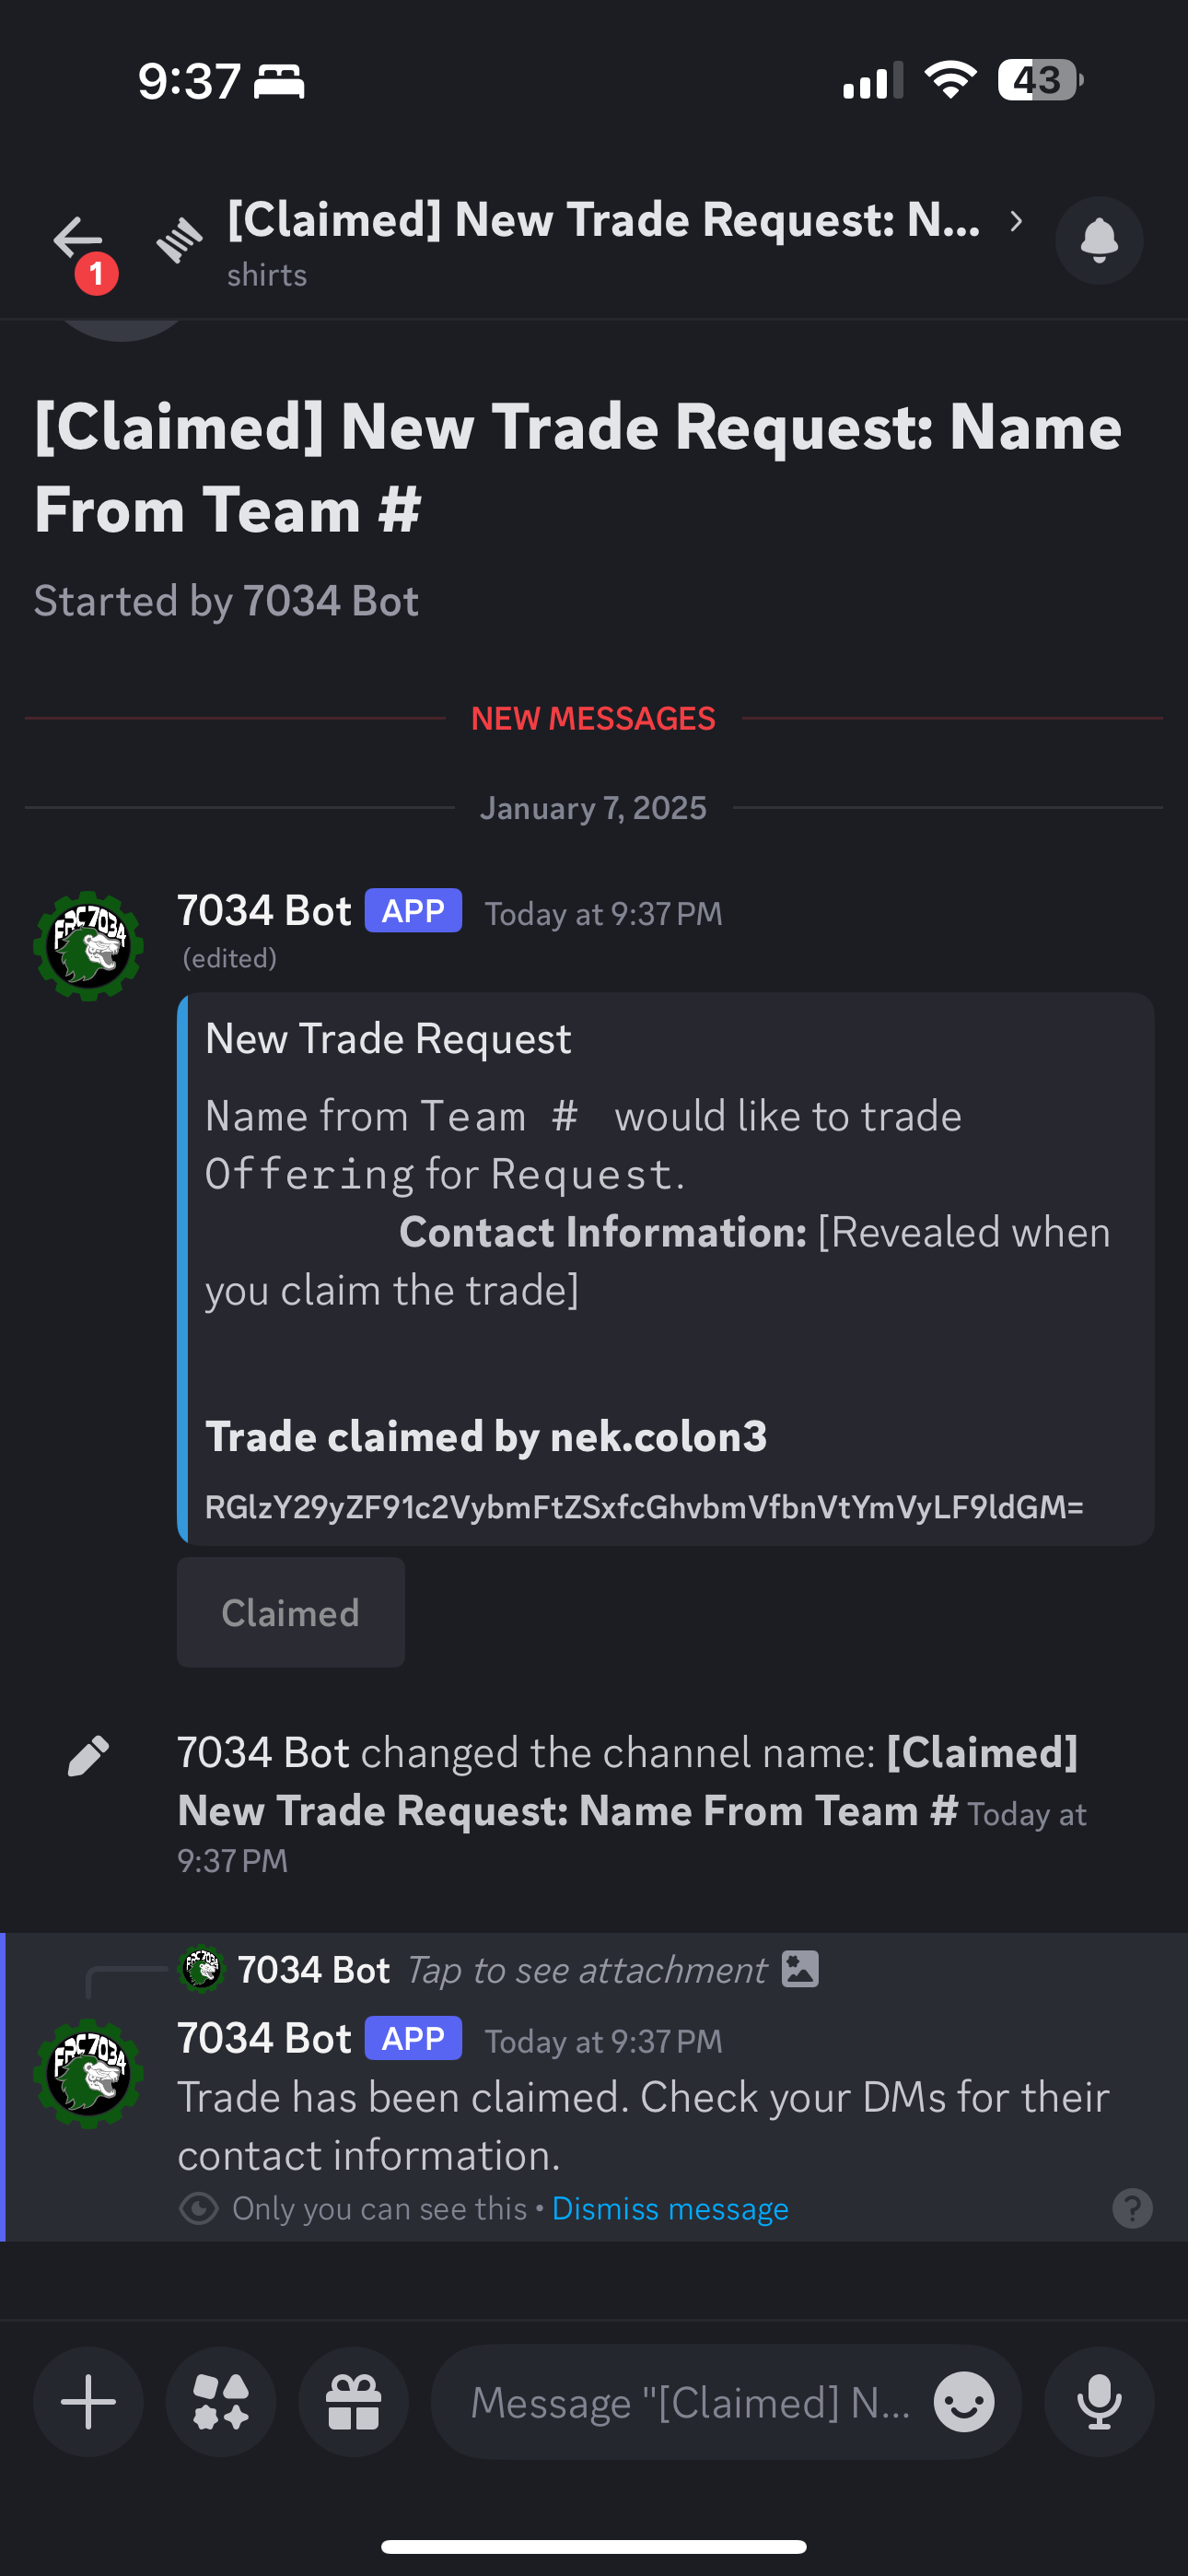 9:37
43
[Claimed] New Trade Request: N...
1
shirts
[Claimed] New Trade Request: Name
From Team #
Started by 7034 Bot
NEW MESSAGES
January 7, 2025
FRC 7034
7034 Bot APP Today at 9:37 PM
(edited)
New Trade Request
Name from Team # would like to trade
Offering for Request.
Contact Information: [Revealed when
you claim the trade]
Trade claimed by nek.colon3
RGlzY29yZF91c2VybmFtZSxfcGhvbmVfbnVtYmVyLF9ldGM=
Claimed
7034 Bot changed the channel name: [Claimed]
New Trade Request: Name From Team # Today at
9:37 PM
FRC 7034
7034 Bot Tap to see attachment
FRC 7034
7034 Bot APP Today at 9:37 PM
Trade has been claimed. Check your DMs for their
contact information.
Only you can see this • Dismiss message
?
Message "[Claimed] N...